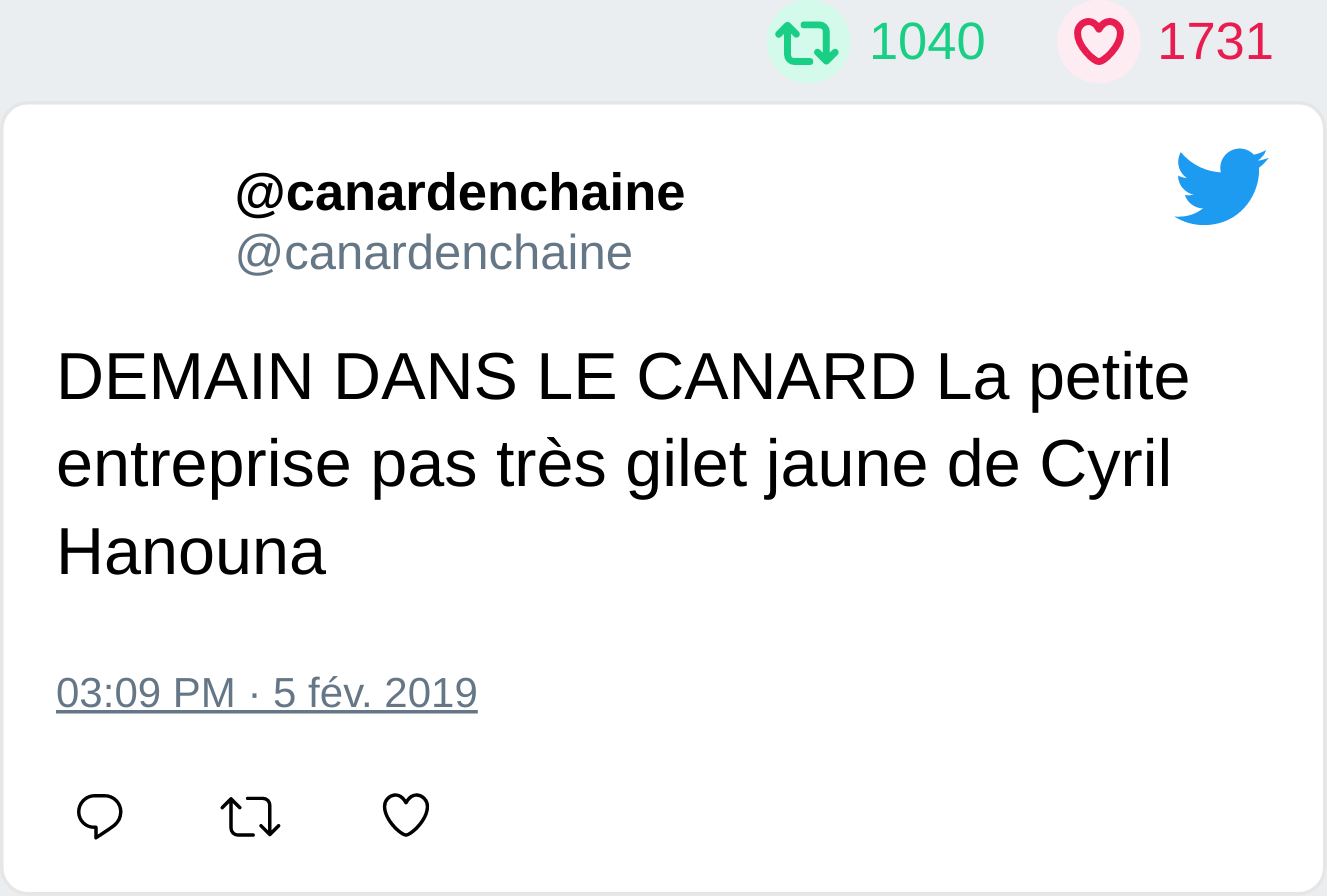 1040 1731
@canardenchaine
@canardenchaine
DEMAIN DANS LE CANARD La petite
entreprise pas très gilet jaune de Cyril
Hanouna
03:09 PM · 5 fév. 2019